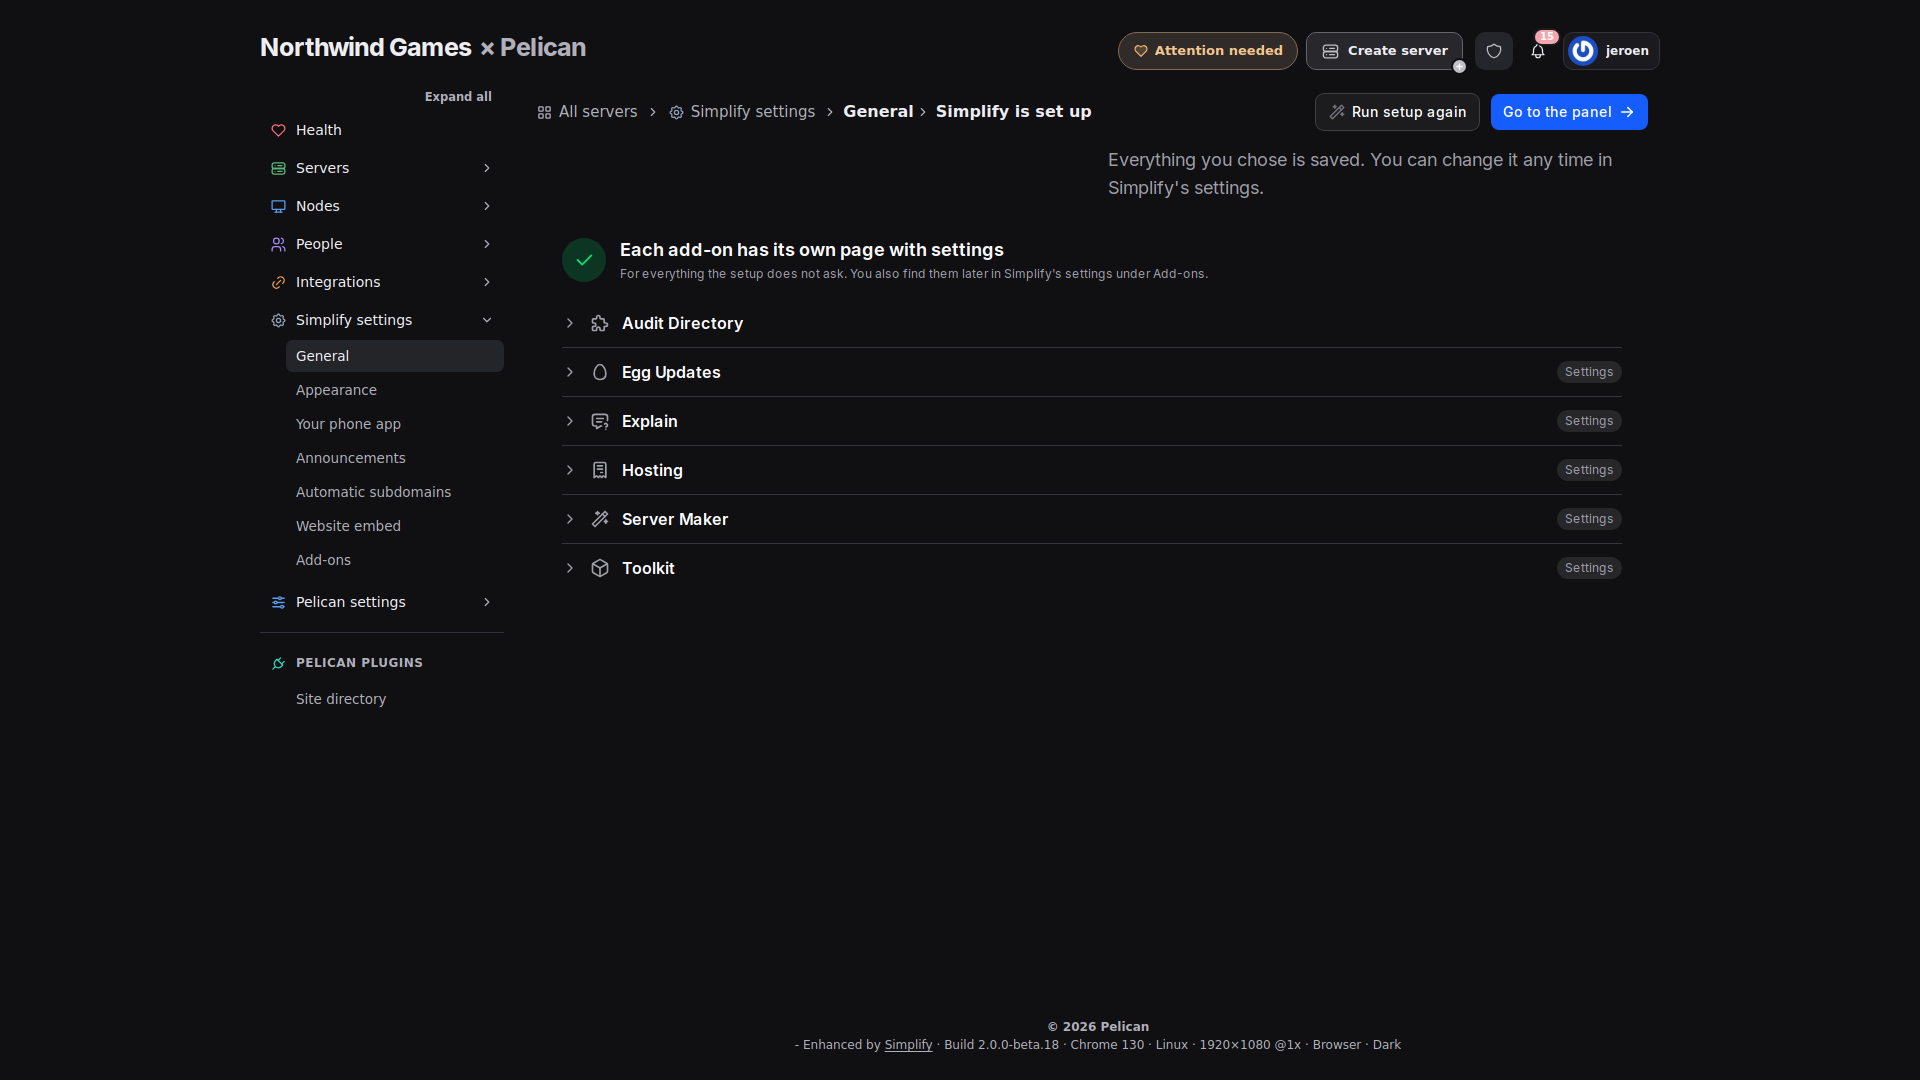 Northwind Games × Pelican
Attention needed
Create server
15
jeroen
Expand all
All servers > Simplify settings > General > Simplify is set up
Run setup again
Go to the panel →
Everything you chose is saved. You can change it any time in
Simplify's settings.
Health
Servers
Nodes
People
Integrations
Simplify settings
General
Appearance
Your phone app
Announcements
Automatic subdomains
Website embed
Add-ons
Pelican settings
PELICAN PLUGINS
Site directory
Each add-on has its own page with settings
For everything the setup does not ask. You also find them later in Simplify's settings under Add-ons.
Audit Directory
Egg Updates Settings
Explain Settings
Hosting Settings
Server Maker Settings
Toolkit Settings
© 2026 Pelican
- Enhanced by Simplify · Build 2.0.0-beta.18 · Chrome 130 · Linux · 1920×1080 @1x · Browser · Dark